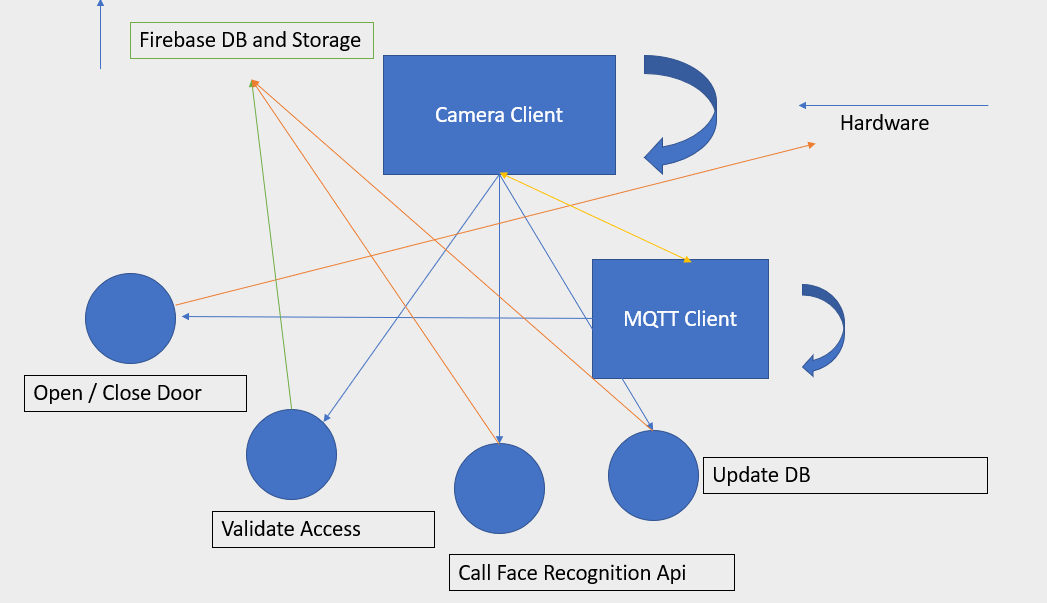 Firebase DB and Storage
Camera Client
Hardware
MQTT Client
Open / Close Door
Update DB
Validate Access
Call Face Recognition Api